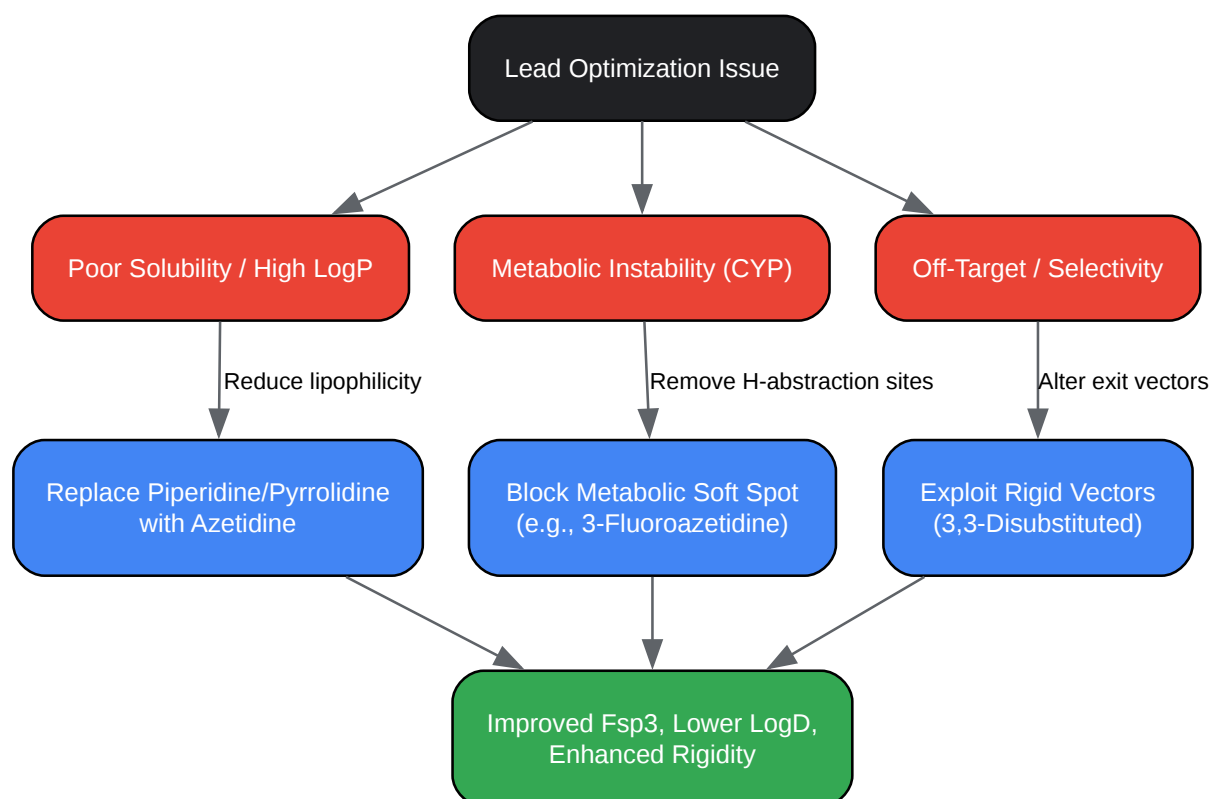 Lead Optimization Issue
Poor Solubility / High LogP
Metabolic Instability (CYP)
Off-Target / Selectivity
Reduce lipophilicity
Remove H-abstraction sites
Alter exit vectors
Replace Piperidine/Pyrrolidine
with Azetidine
Block Metabolic Soft Spot
(e.g., 3-Fluoroazetidine)
Exploit Rigid Vectors
(3,3-Disubstituted)
Improved Fsp3, Lower LogD,
Enhanced Rigidity